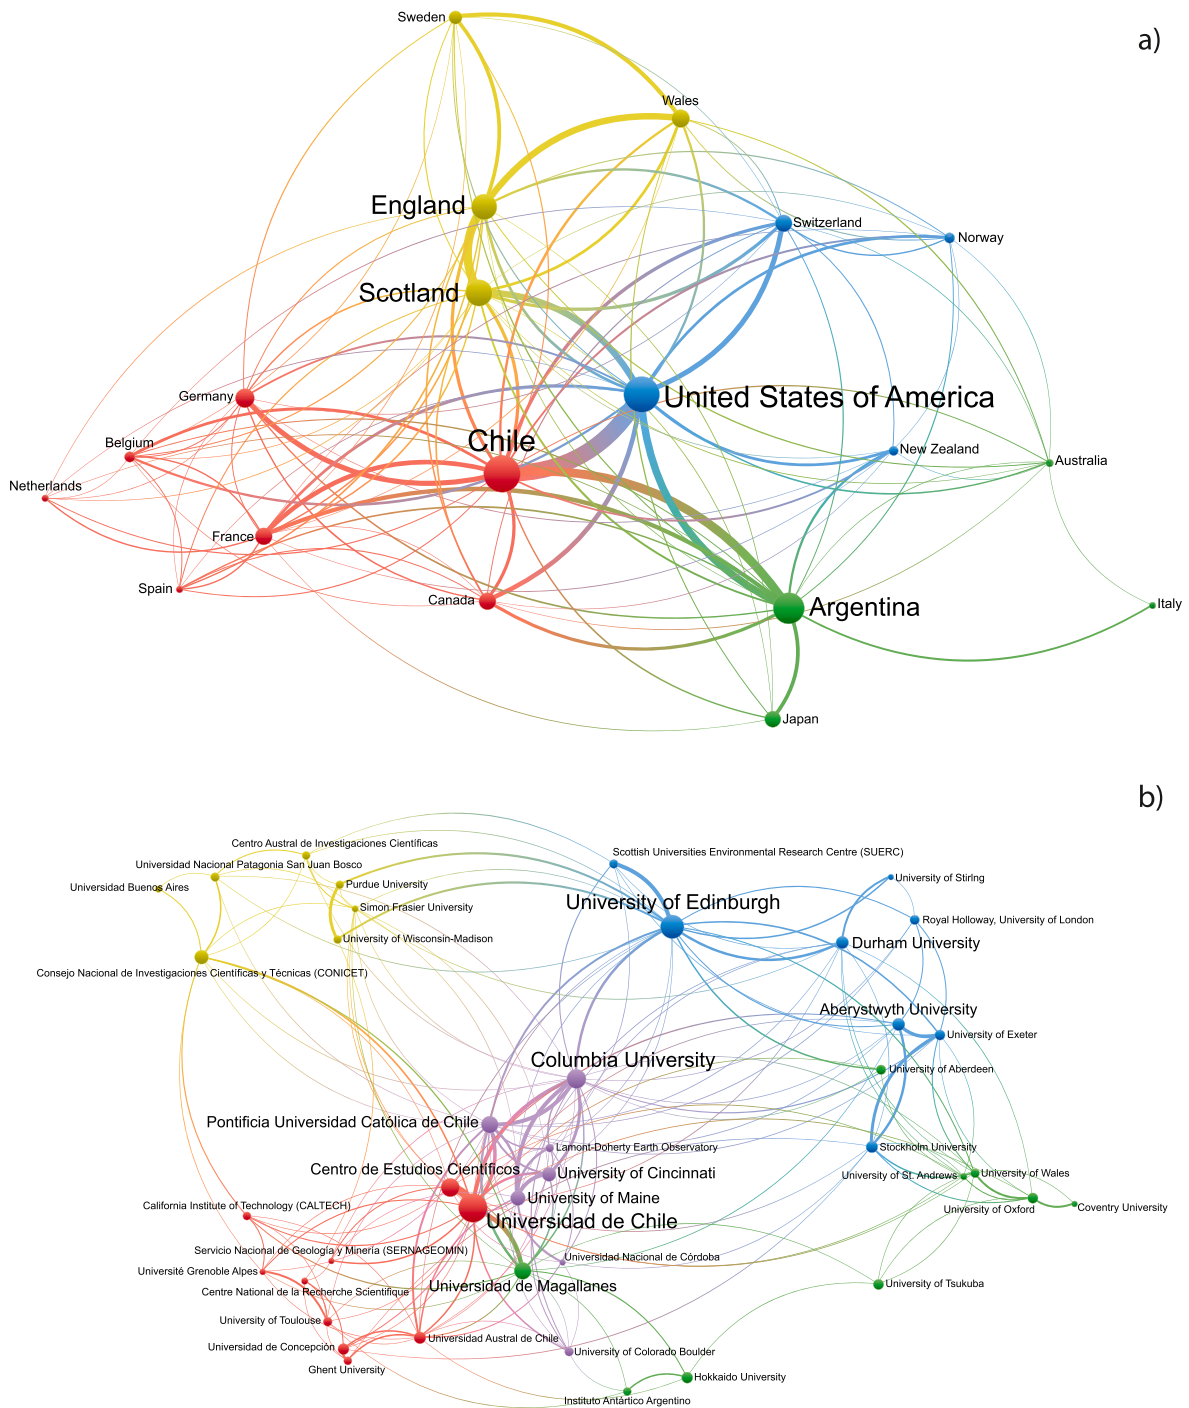 a)
Sweden
Wales
England
Switzerland
Norway
Scotland
Germany
United States of America
Chile
Belgium
New Zealand
Australia
Netherlands
France
Spain
Canada
Argentina
Italy
Japan
b)
Centro Austral de Investigaciones Científicas
Scottish Universities Environmental Research Centre (SUERC)
Universidad Nacional Patagonia San Juan Bosco
University of Stirlng
Universidad Buenos Aires
Purdue University
University of Edinburgh
Simon Frasier University
Royal Holloway, University of London
University of Wisconsin-Madison
Durham University
Consejo Nacional de Investigaciones Científicas y Técnicas (CONICET)
Aberystwyth University
University of Exeter
Columbia University
University of Aberdeen
Pontificia Universidad Católica de Chile
Lamont-Doherty Earth Observatory
Stockholm University
Centro de Estudios Científicos
University of Cincinnati
University of St. Andrews
University of Wales
University of Maine
California Institute of Technology (CALTECH)
University of Oxford
Coventry University
Universidad de Chile
Servicio Nacional de Geología y Minería (SERNAGEOMIN)
Universidad Nacional de Córdoba
Université Grenoble Alpes
Universidad de Magallanes
University of Tsukuba
Centre National de la Recherche Scientifique
University of Toulouse
Universidad Austral de Chile
Universidad de Concepción
University of Colorado Boulder
Ghent University
Hokkaido University
Instituto Antártico Argentino